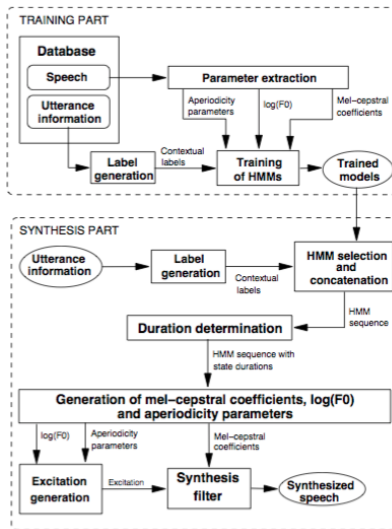 TRAINING PART
Database
Speech
Utterance
information
Parameter extraction
Aperiodicity
parameters
log(F0)
Mel-cepstral
coefficients
Label
generation
Contextual
labels
Training
of HMMs
Trained
models
SYNTHESIS PART
Utterance
information
Label
generation
Contextual
labels
HMM selection
and
concatenation
HMM
sequence
Duration determination
HMM sequence with
state durations
Generation of mel-cepstral coefficients, log(F0)
and aperiodicity parameters
log(F0)
Aperiodicity
parameters
Mel-cepstral
coefficients
Excitation
generation
Excitation
Synthesis
filter
Synthesized
speech